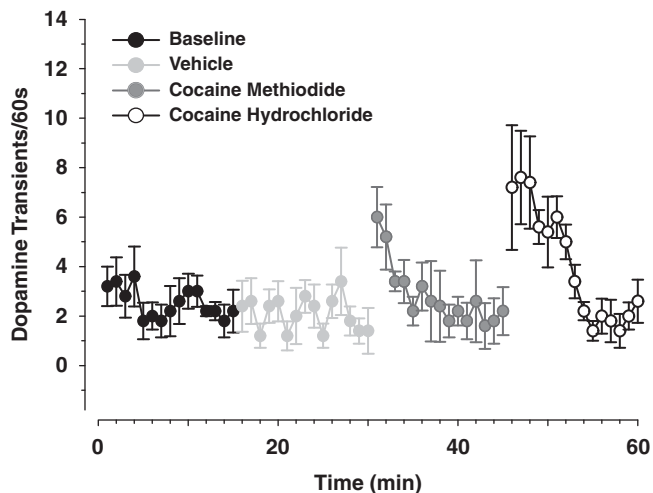 14
12
10
8
6
4
2
0
Dopamine Transients/60s
Baseline
Vehicle
Cocaine Methiodide
Cocaine Hydrochloride
0 20 40 60
Time (min)